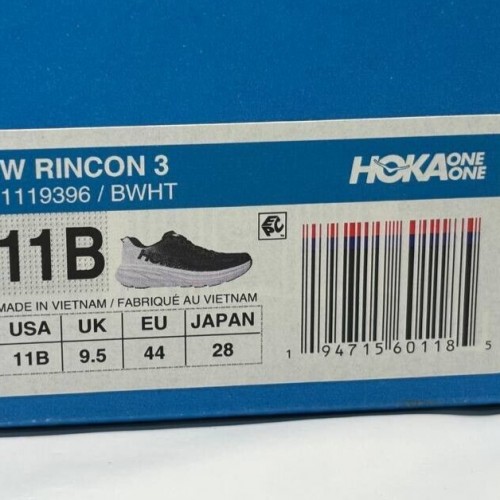 W RINCON 3
1119396 / BWHT
HOKA ONE ONE
11B
MADE IN VIETNAM / FABRIQUÉ AU VIETNAM
USA UK EU JAPAN
11B 9.5 44 28
1 94715 60118 5